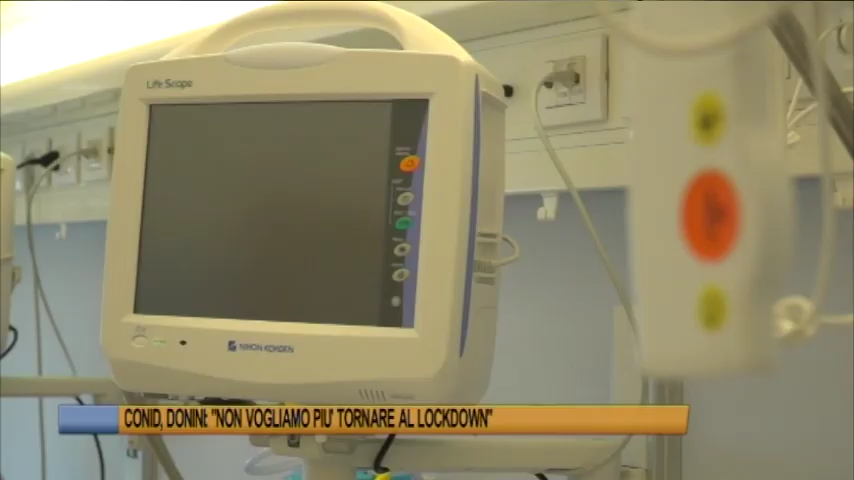 Life Scope
NIHON KOHDEN
CONID, DONINI: "NON VOGLIAMO PIU' TORNARE AL LOCKDOWN"